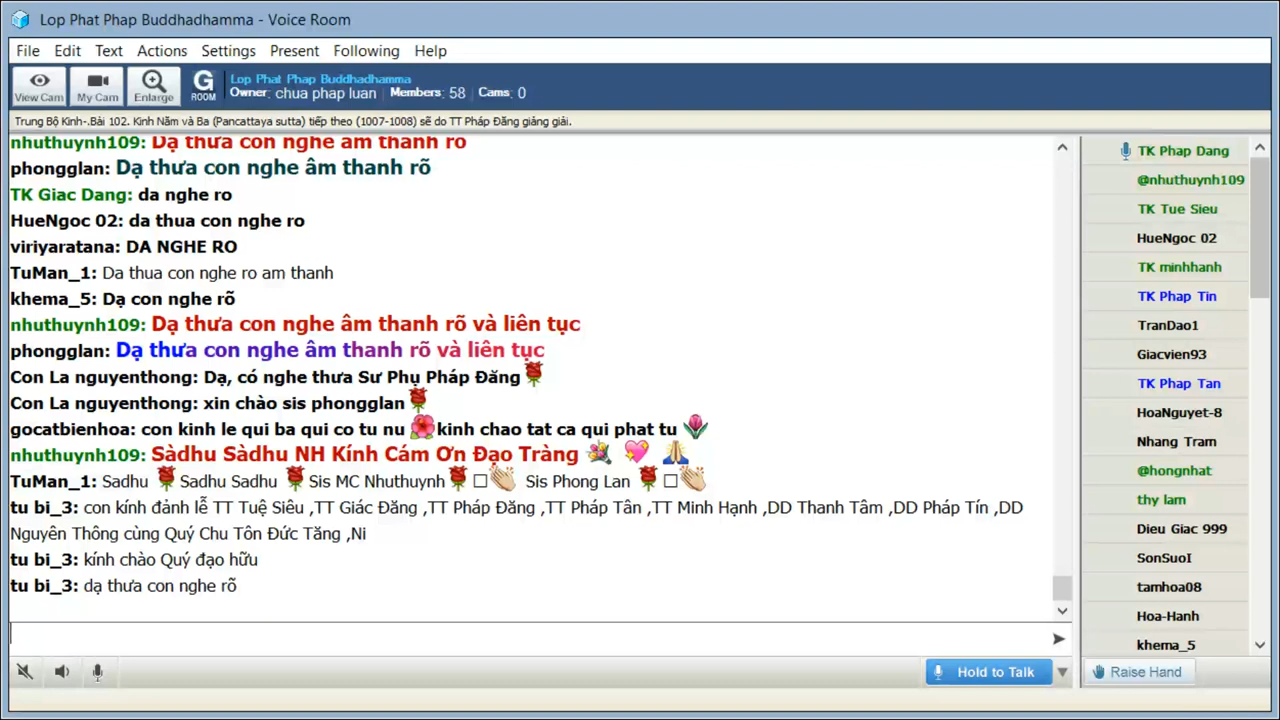 Lop Phat Phap Buddhadhamma - Voice Room
File Edit Text Actions Settings Present Following Help
View Cam
My Cam
Enlarge
G ROOM
Lop Phat Phap Buddhadhamma
Owner: chua phap luan Members: 58 Cams: 0
Trung Bộ Kinh-.Bài 102. Kinh Năm và Ba (Pancattaya sutta) tiếp theo (1007-1008) sẽ do TT Pháp Đăng giảng giải.
nhuthuynh109: Dạ thưa con nghe âm thanh rõ
phongglan: Dạ thưa con nghe âm thanh rõ
TK Giac Dang: da nghe ro
HueNgoc 02: da thua con nghe ro
viriyaratana: DA NGHE RO
TuMan_1: Da thua con nghe ro am thanh
khema_5: Dạ con nghe rõ
nhuthuynh109: Dạ thưa con nghe âm thanh rõ và liên tục
phongglan: Dạ thưa con nghe âm thanh rõ và liên tục
Con La nguyenthong: Dạ, có nghe thưa Sư Phụ Pháp Đăng🌹
Con La nguyenthong: xin chào sis phongglan🌹
gocatbienhoa: con kinh le qui ba qui co tu nu 🌺kinh chao tat ca qui phat tu 🌷
nhuthuynh109: Sàdhu Sàdhu NH Kính Cám Ơn Đạo Tràng 💐 💖 🙏
TuMan_1: Sadhu 🌹Sadhu Sadhu 🌹Sis MC Nhuthuynh🌹□👏 Sis Phong Lan 🌹□👏
tu bi_3: con kính đảnh lễ TT Tuệ Siêu ,TT Giác Đăng ,TT Pháp Đăng ,TT Pháp Tân ,TT Minh Hạnh ,DD Thanh Tâm ,DD Pháp Tín ,DD
Nguyên Thông cùng Quý Chu Tôn Đức Tăng ,Ni
tu bi_3: kính chào Quý đạo hữu
tu bi_3: dạ thưa con nghe rõ
Hold to Talk
TK Phap Dang
@nhuthuynh109
TK Tue Sieu
HueNgoc 02
TK minhhanh
TK Phap Tin
TranDao1
Giacvien93
TK Phap Tan
HoaNguyet-8
Nhang Tram
@hongnhat
thy lam
Dieu Giac 999
SonSuoI
tamhoa08
Hoa-Hanh
khema_5
Raise Hand